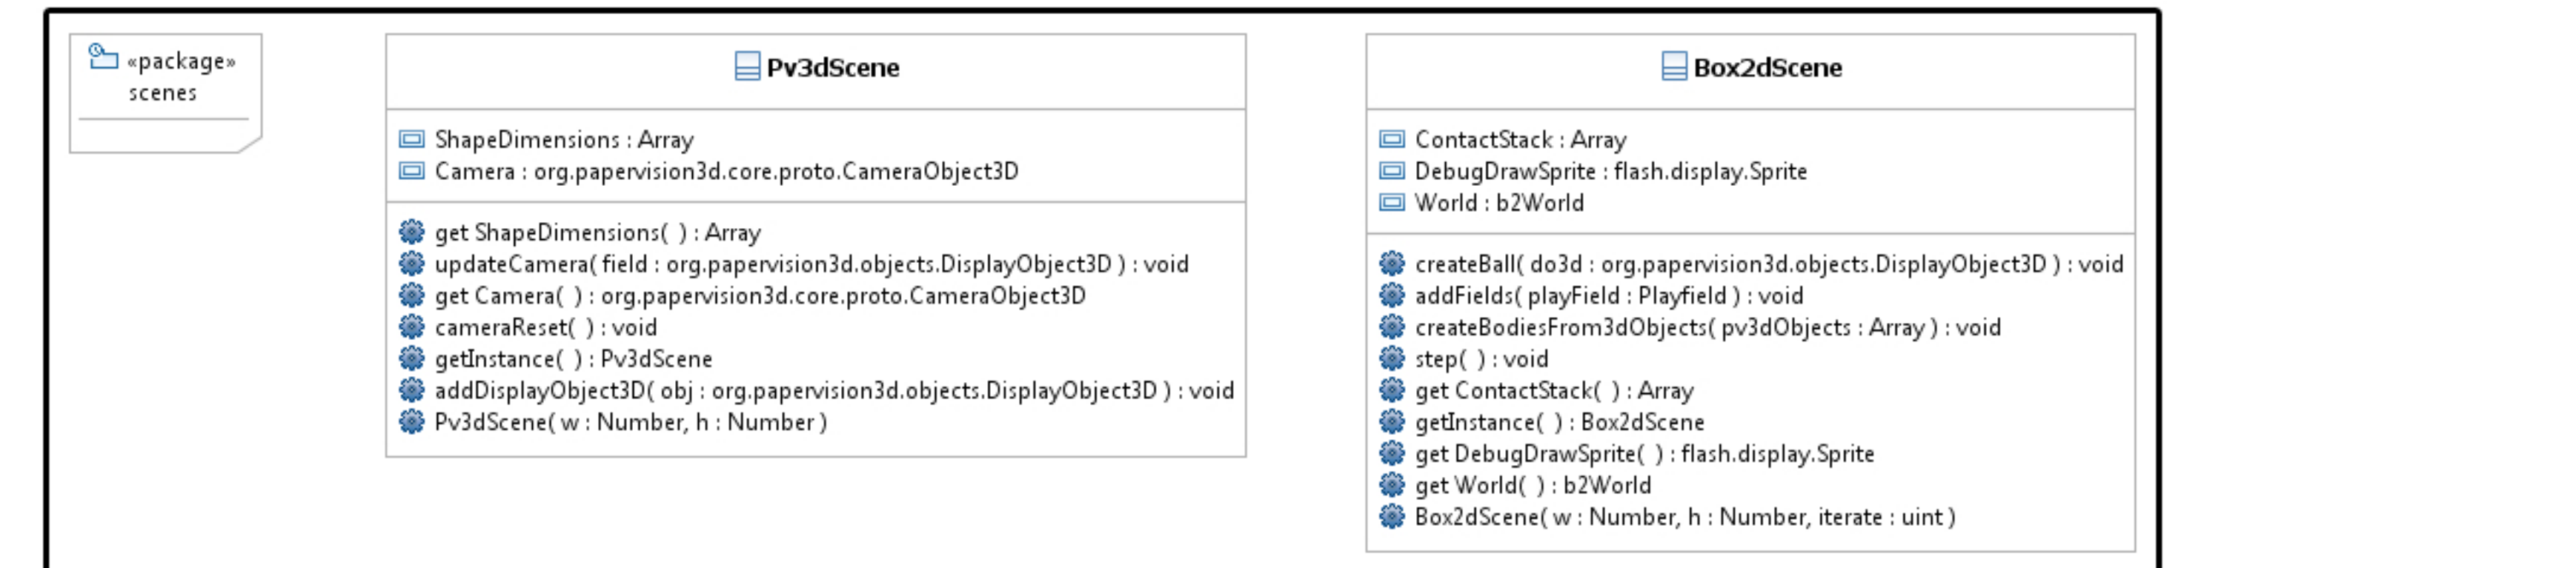 «package»
scenes
Pv3dScene
ShapeDimensions : Array
Camera : org.papervision3d.core.proto.CameraObject3D
get ShapeDimensions( ) : Array
updateCamera( field : org.papervision3d.objects.DisplayObject3D ) : void
get Camera( ) : org.papervision3d.core.proto.CameraObject3D
cameraReset( ) : void
getInstance( ) : Pv3dScene
addDisplayObject3D( obj : org.papervision3d.objects.DisplayObject3D ) : void
Pv3dScene( w : Number, h : Number )
Box2dScene
ContactStack : Array
DebugDrawSprite : flash.display.Sprite
World : b2World
createBall( do3d : org.papervision3d.objects.DisplayObject3D ) : void
addFields( playField : Playfield ) : void
createBodiesFrom3dObjects( pv3dObjects : Array ) : void
step( ) : void
get ContactStack( ) : Array
getInstance( ) : Box2dScene
get DebugDrawSprite( ) : flash.display.Sprite
get World( ) : b2World
Box2dScene( w : Number, h : Number, iterate : uint )